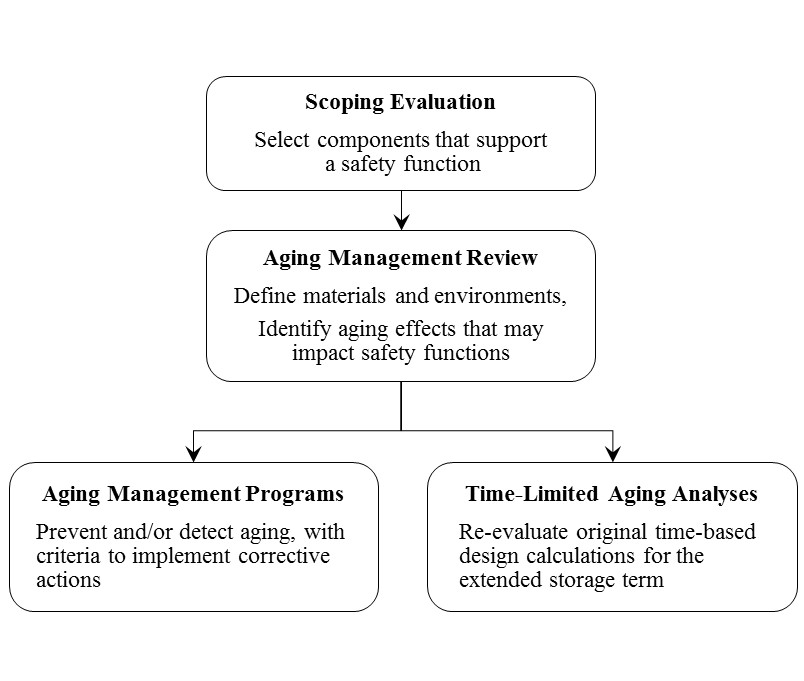 Scoping Evaluation
Select components that support
a safety function
Aging Management Review
Define materials and environments,
Identify aging effects that may
impact safety functions
Aging Management Programs
Prevent and/or detect aging, with
criteria to implement corrective
actions
Time-Limited Aging Analyses
Re-evaluate original time-based
design calculations for the
extended storage term